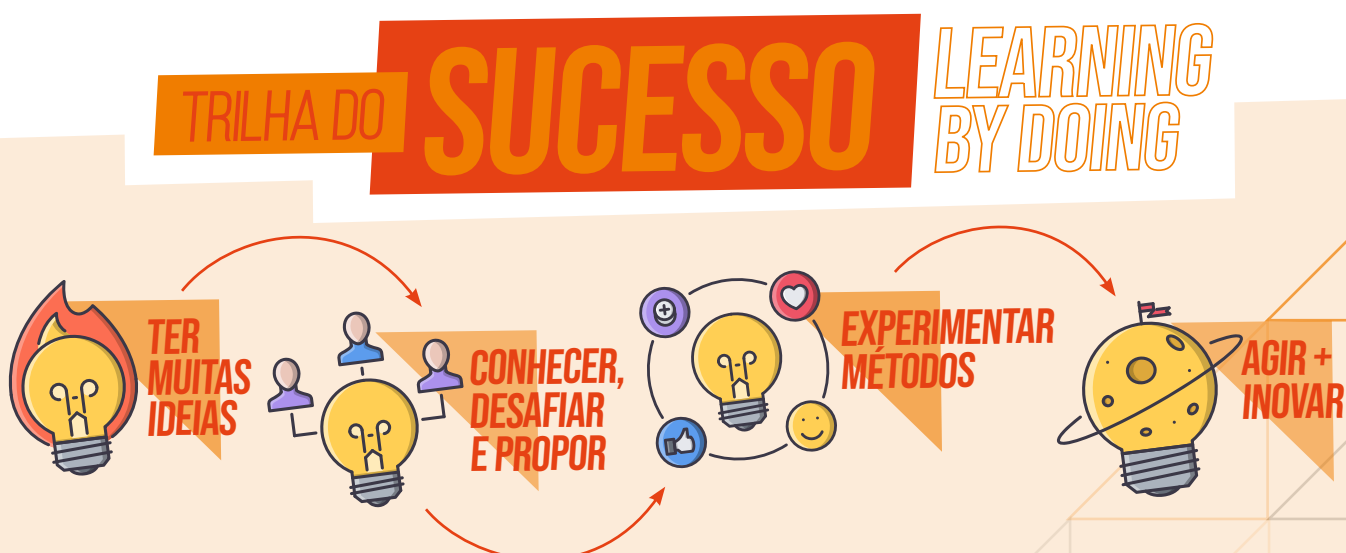 TRILHA DO
SUCESSO
LEARNING
BY DOING
TER
MUITAS
IDEIAS
CONHECER,
DESAFIAR
E PROPOR
EXPERIMENTAR
MÉTODOS
AGIR +
INOVAR